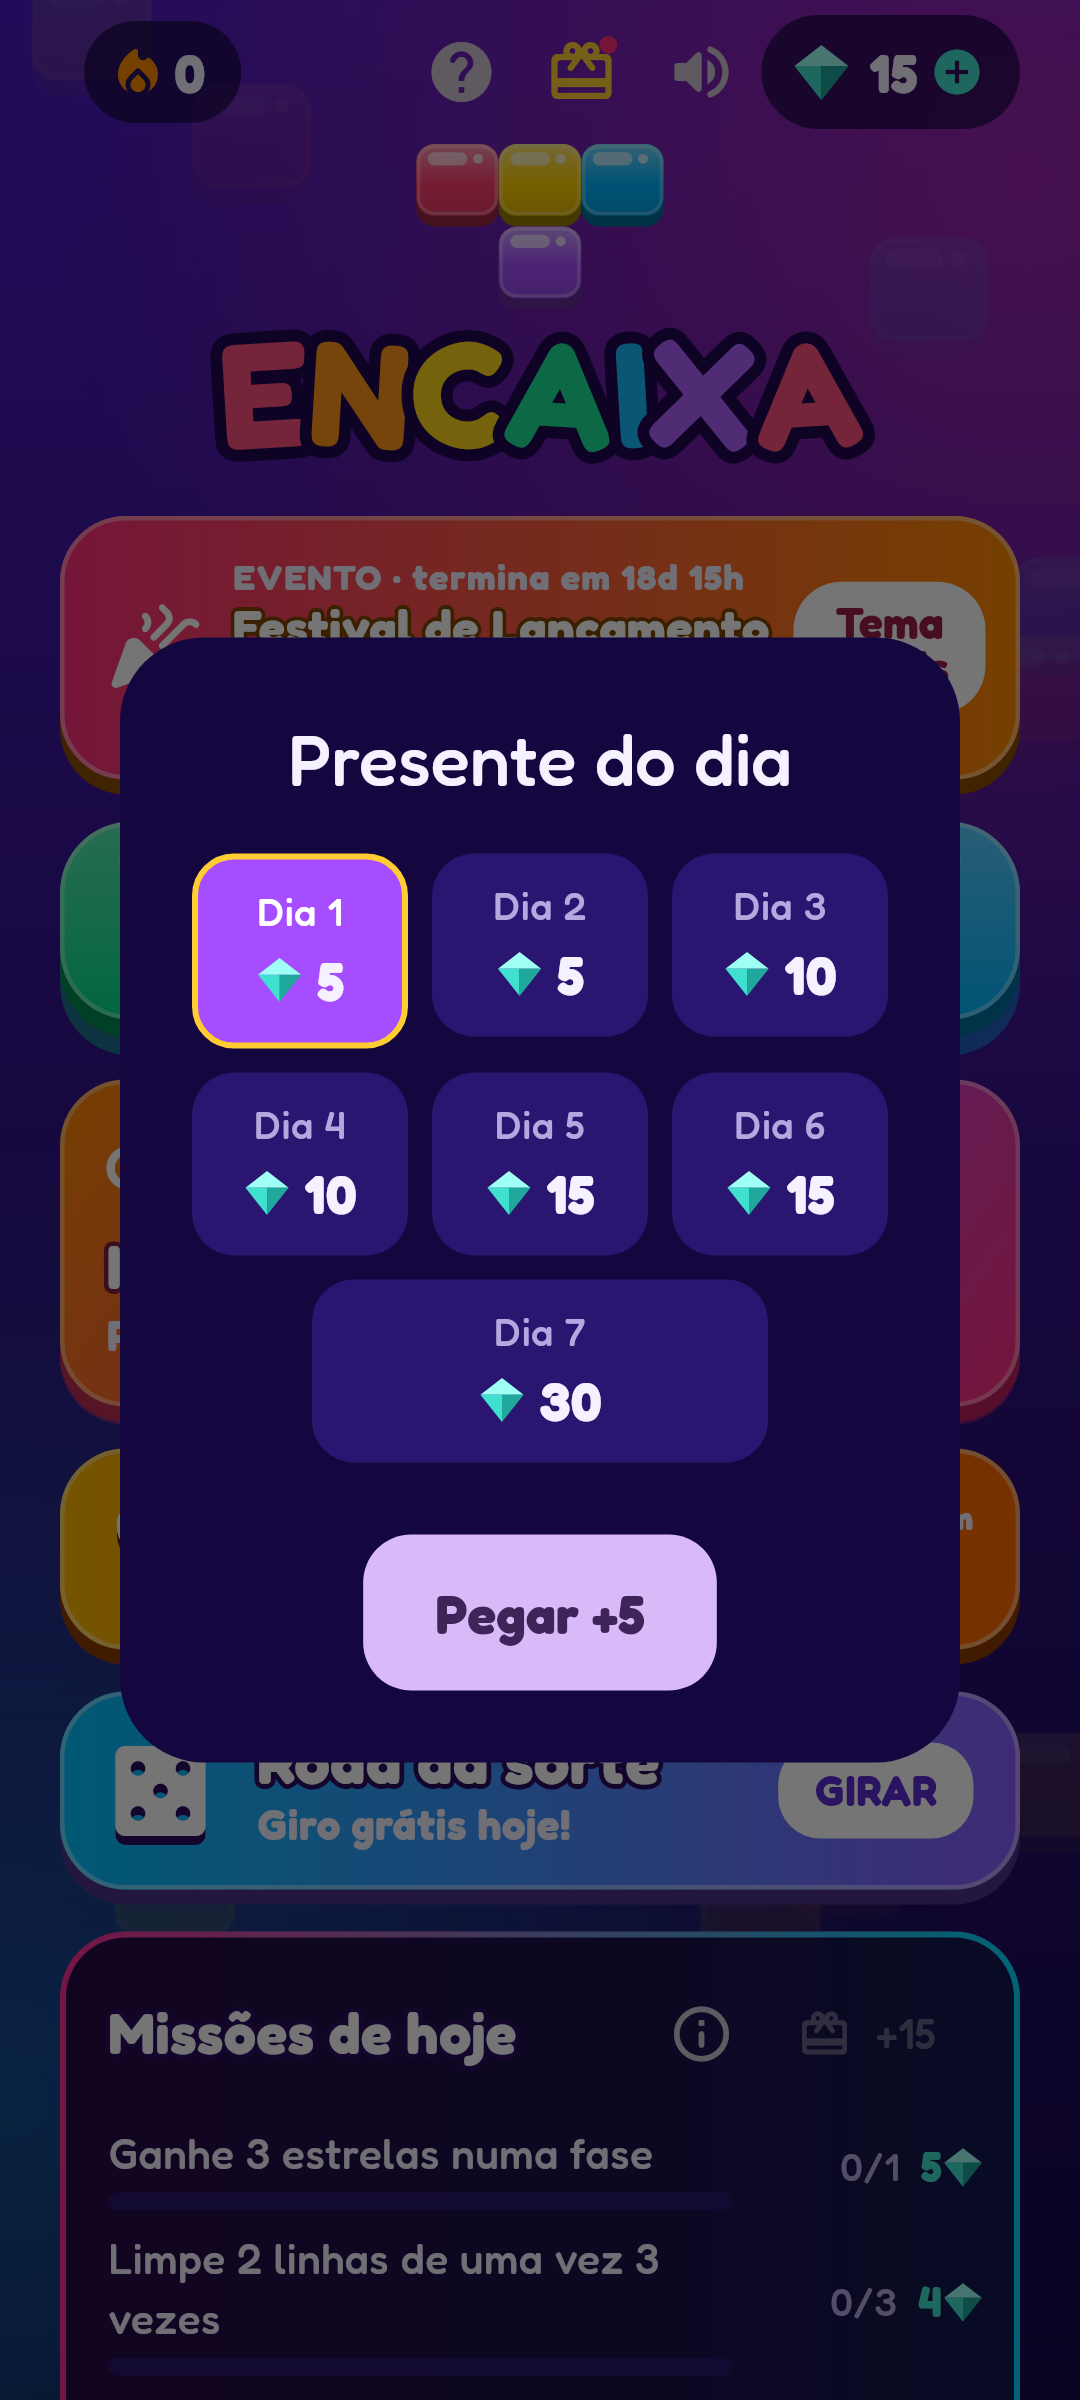 0
15
ENCAIXA
EVENTO · termina em 18d 15h
Festival de Lançamento
Tema
Presente do dia
Dia 1
5
Dia 2
5
Dia 3
10
Dia 4
10
Dia 5
15
Dia 6
15
Dia 7
30
Pegar +5
Roda da sorte
Giro grátis hoje!
GIRAR
Missões de hoje
+15
Ganhe 3 estrelas numa fase
0/1 5
Limpe 2 linhas de uma vez 3
vezes
0/3 4